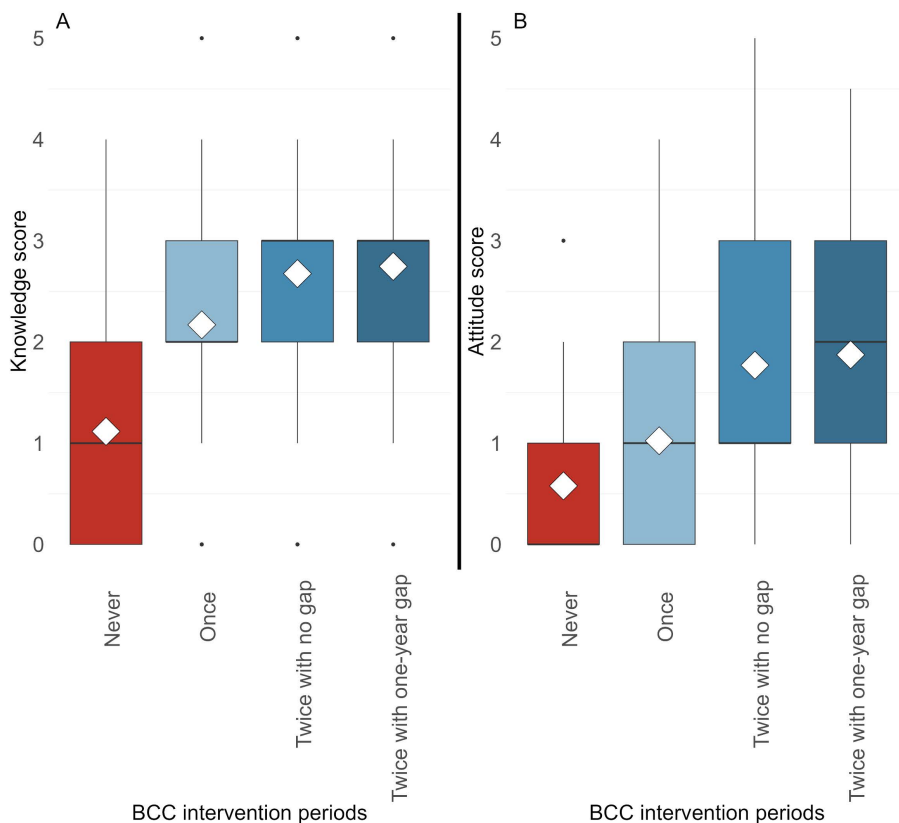 A
5
4
3
2
1
0
Knowledge score
Never
Once
Twice with no gap
Twice with one-year gap
BCC intervention periods
B
5
4
3
2
1
0
Attitude score
Never
Once
Twice with no gap
Twice with one-year gap
BCC intervention periods